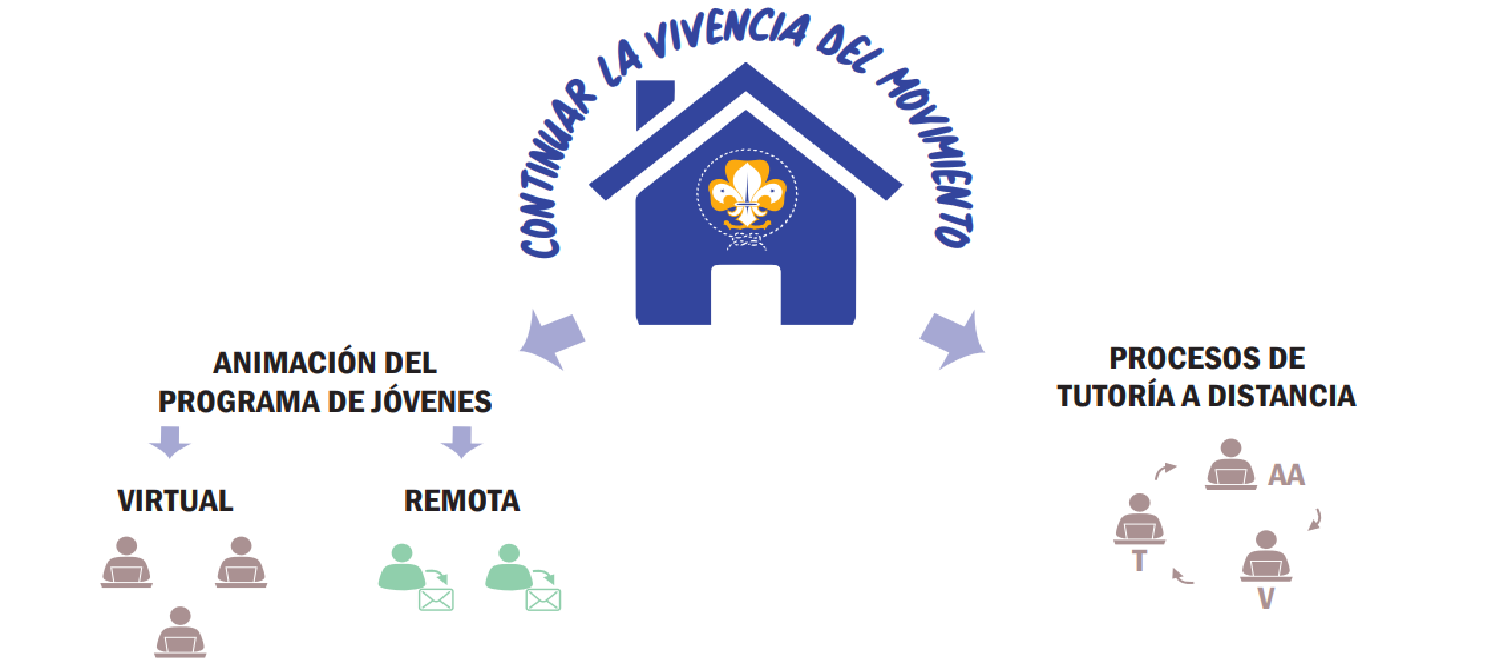 CONTINUAR LA VIVENCIA DEL MOVIMIENTO
ANIMACIÓN DEL
PROGRAMA DE JÓVENES
VIRTUAL
REMOTA
PROCESOS DE
TUTORÍA A DISTANCIA
AA
T
V